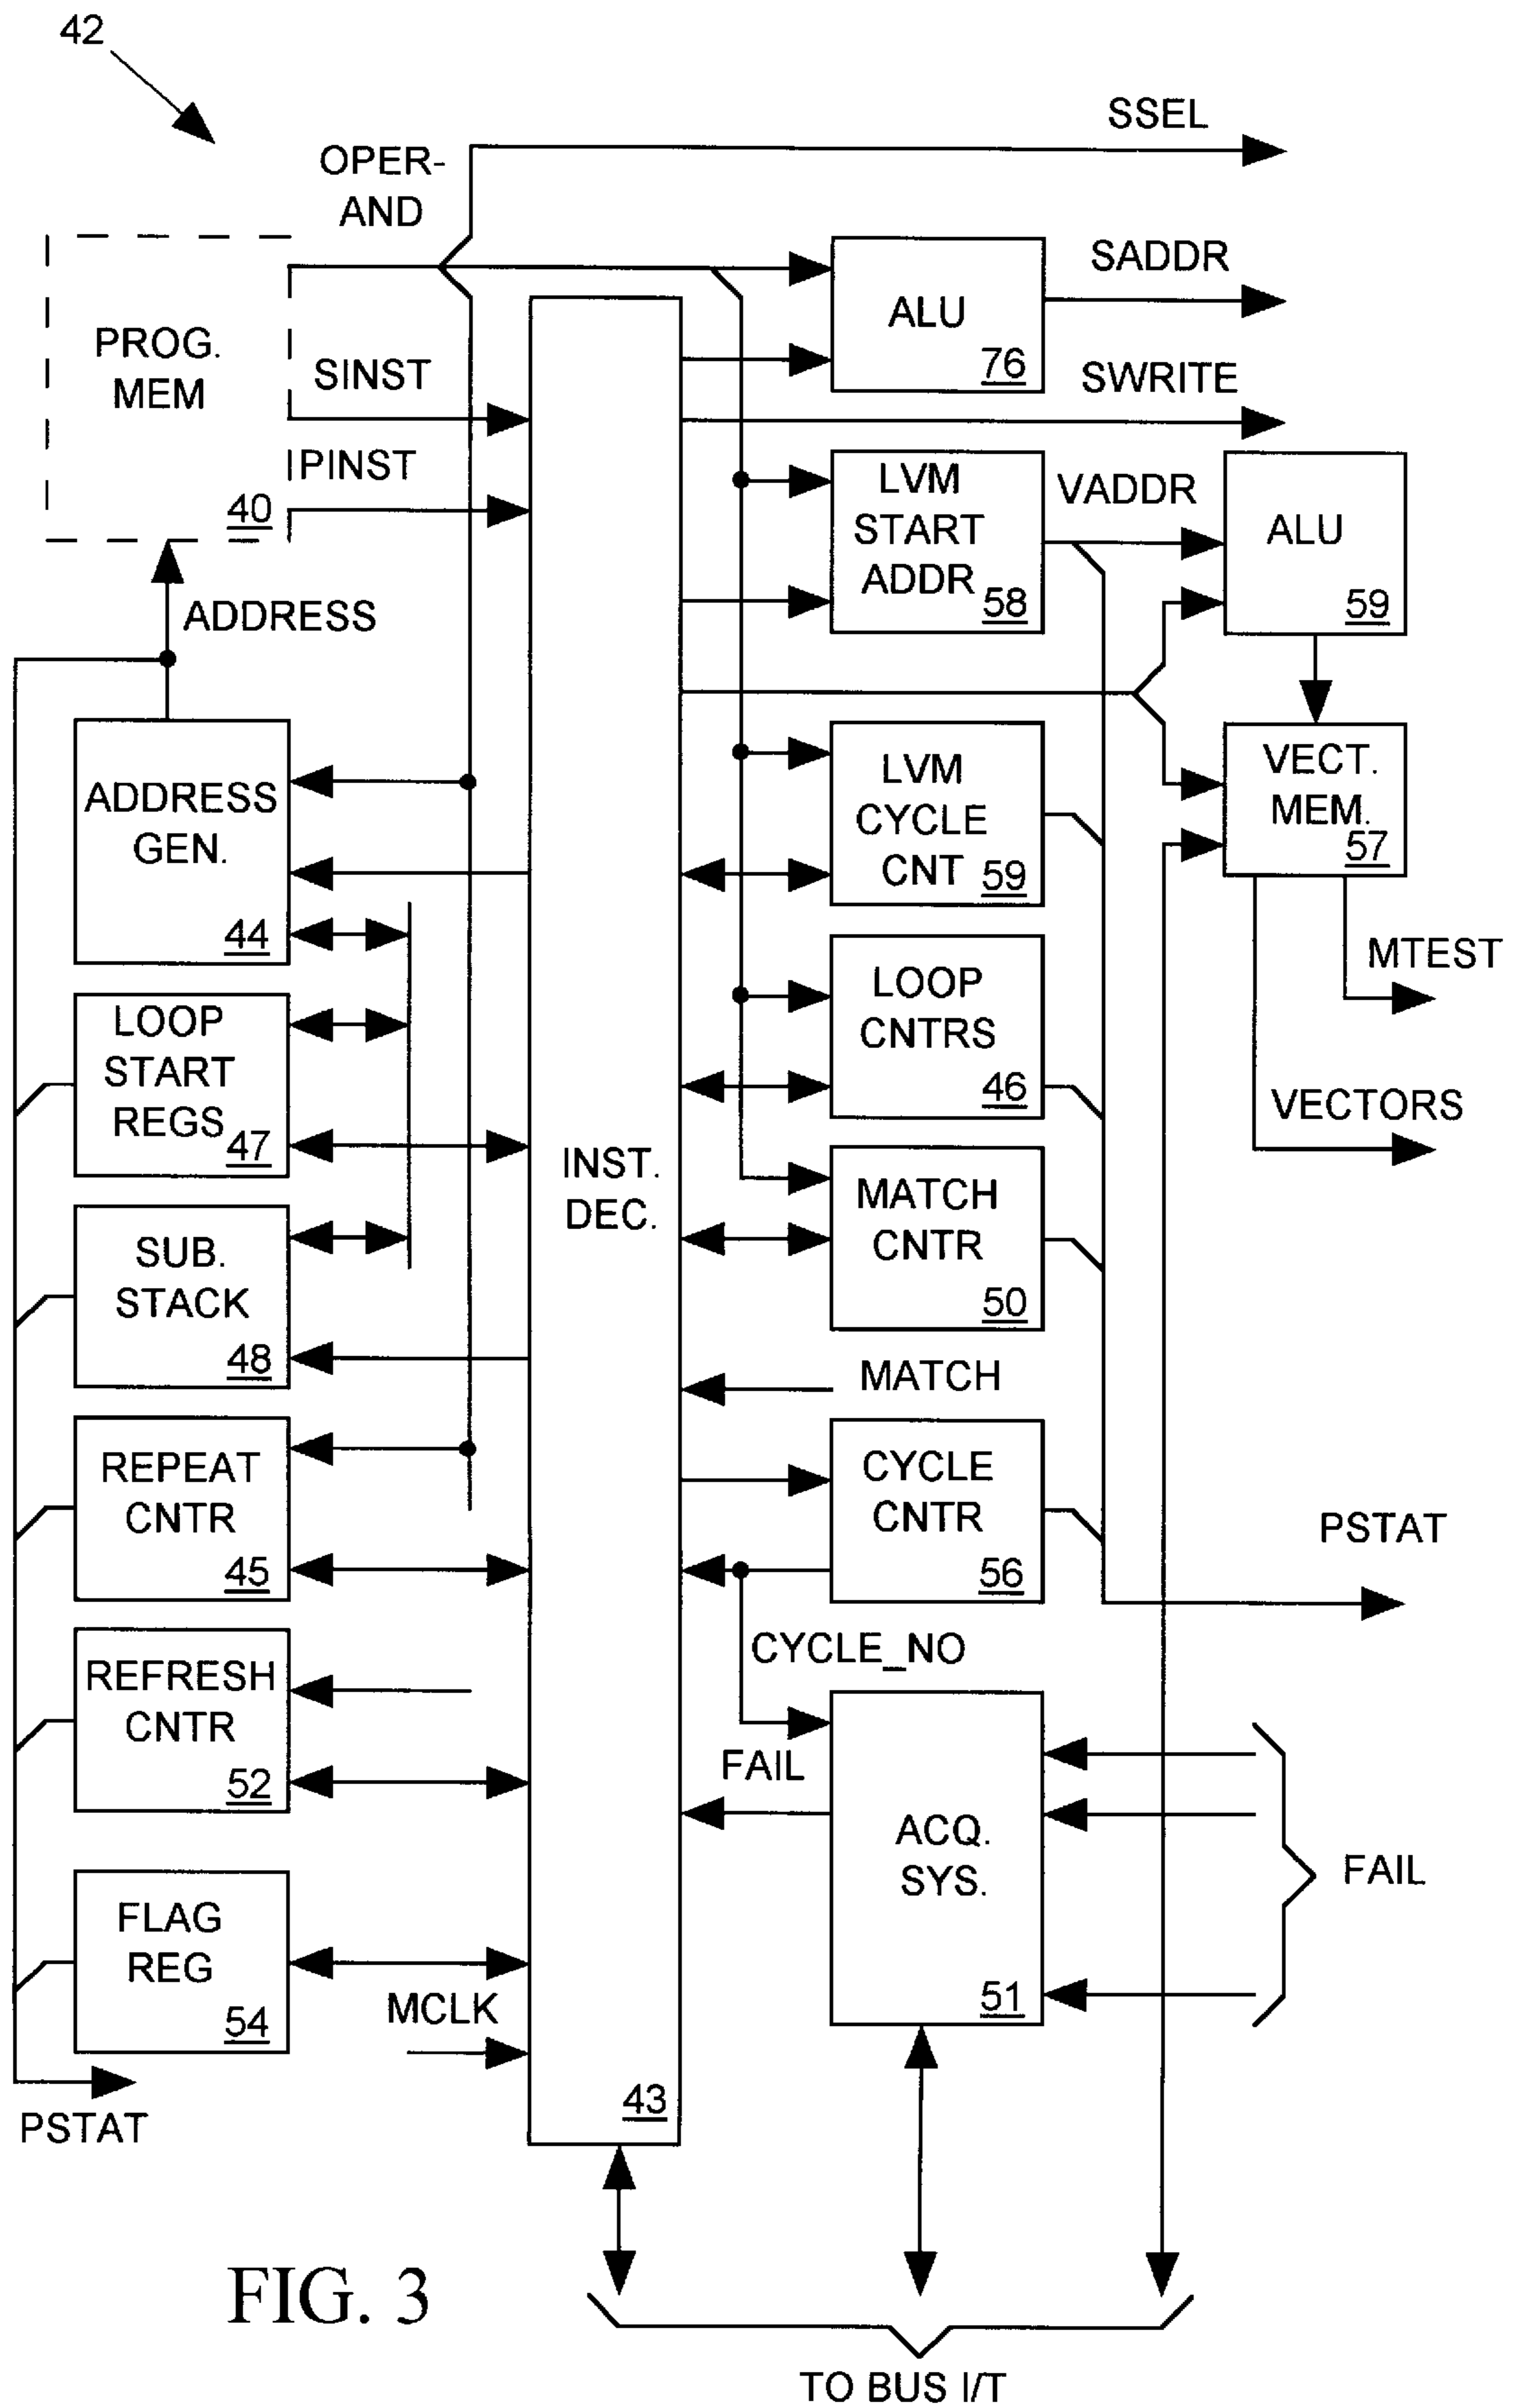 42
SSEL
OPER-
AND
SADDR
PROG.
MEM
40
ALU
76
SINST
SWRITE
PINST
LVM
START
ADDR
58
VADDR
ALU
59
ADDRESS
ADDRESS
GEN.
44
LVM
CYCLE
CNT
59
VECT.
MEM.
57
MTEST
LOOP
START
REGS
47
LOOP
CNTRS
46
VECTORS
INST.
DEC.
MATCH
CNTR
50
SUB.
STACK
48
MATCH
REPEAT
CNTR
45
CYCLE
CNTR
56
PSTAT
CYCLE_NO
REFRESH
CNTR
52
FAIL
ACQ.
SYS.
51
FAIL
FLAG
REG
54
MCLK
43
PSTAT
FIG. 3
TO BUS I/T